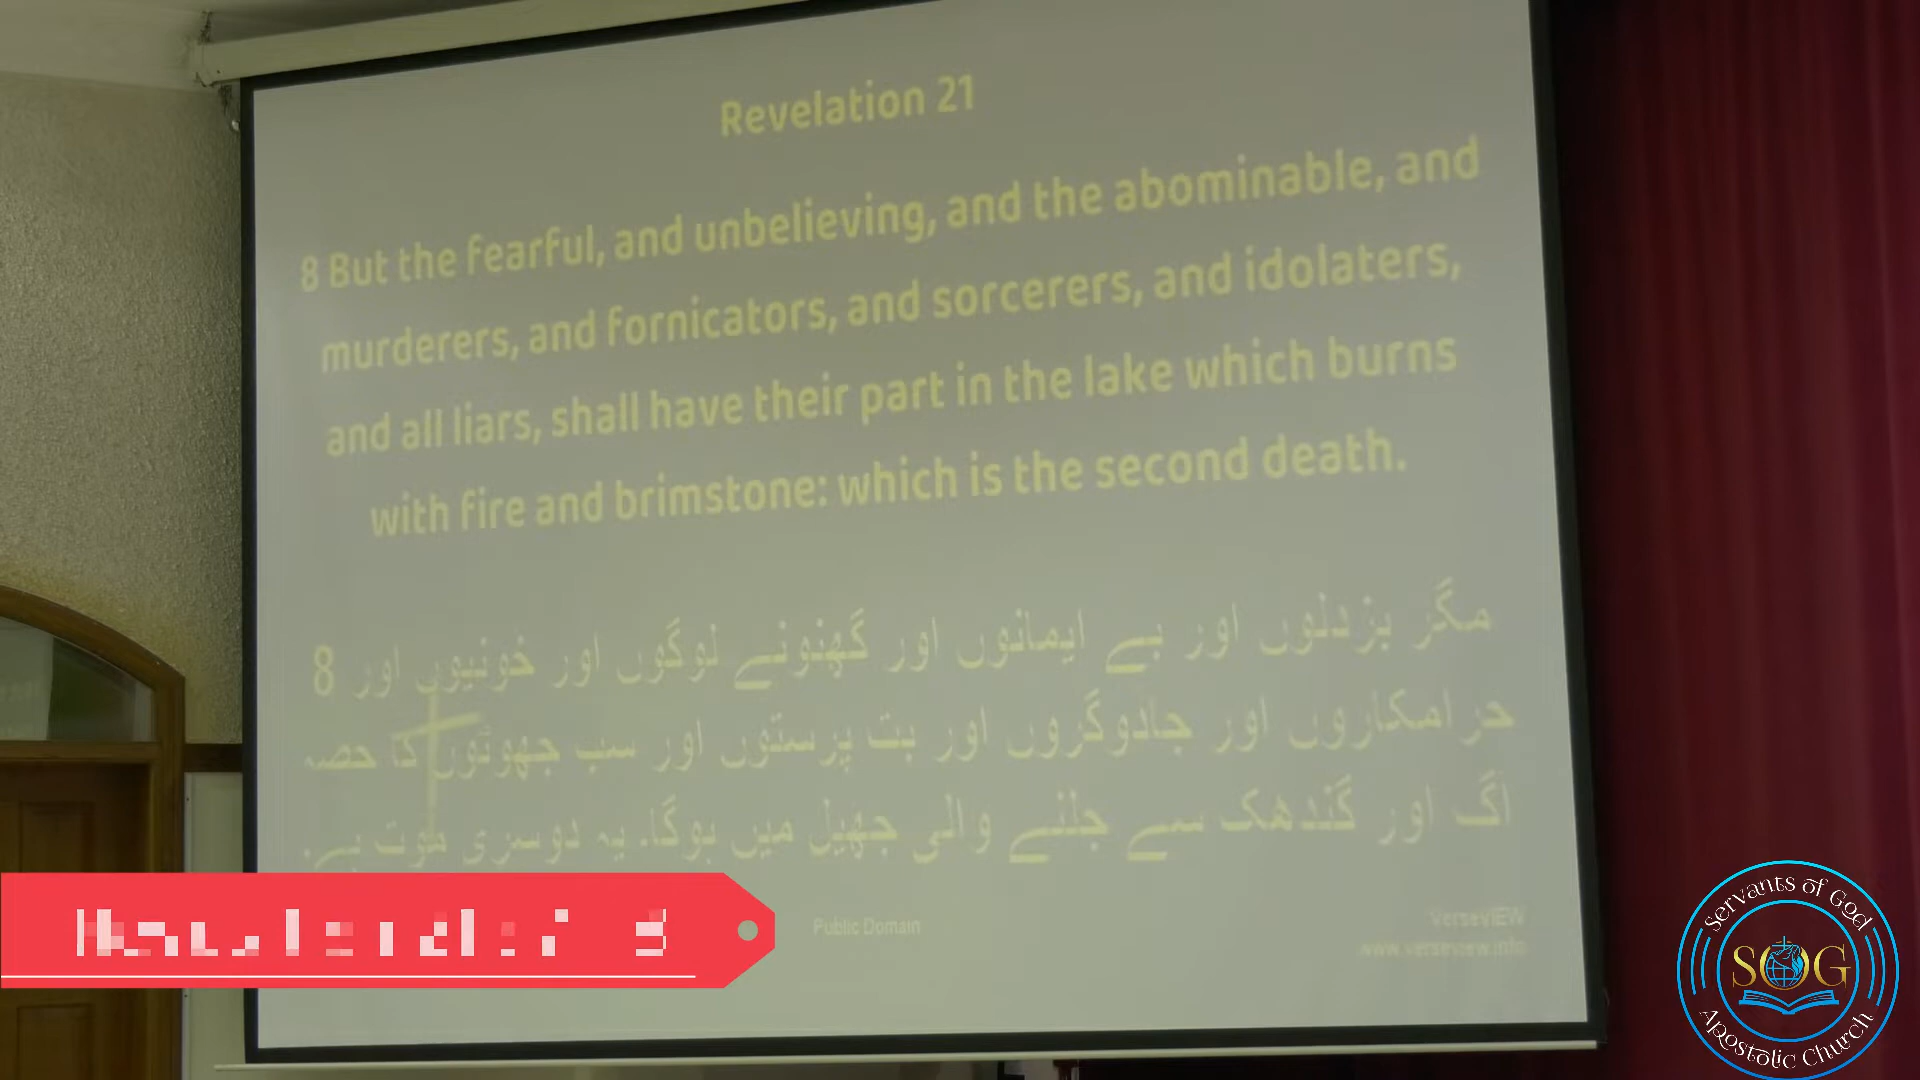 Revelation 21
8 But the fearful, and unbelieving, and the abominable, and
murderers, and fornicators, and sorcerers, and idolaters,
and all liars, shall have their part in the lake which burns
with fire and brimstone: which is the second death.
مگر بزدلوں اور بے ایمانوں اور گھنونے لوگوں اور خونیوں اور 8
حرامکاروں اور جادوگروں اور بت پرستوں اور سب جھوٹوں کا حصہ
آگ اور گندھک سے جلنے والی جھیل میں ہوگا۔ یہ دوسری موت ہے۔
Public Domain
VerseVIEW
www.verseview.info
Servants of God
SOG
Apostolic Church